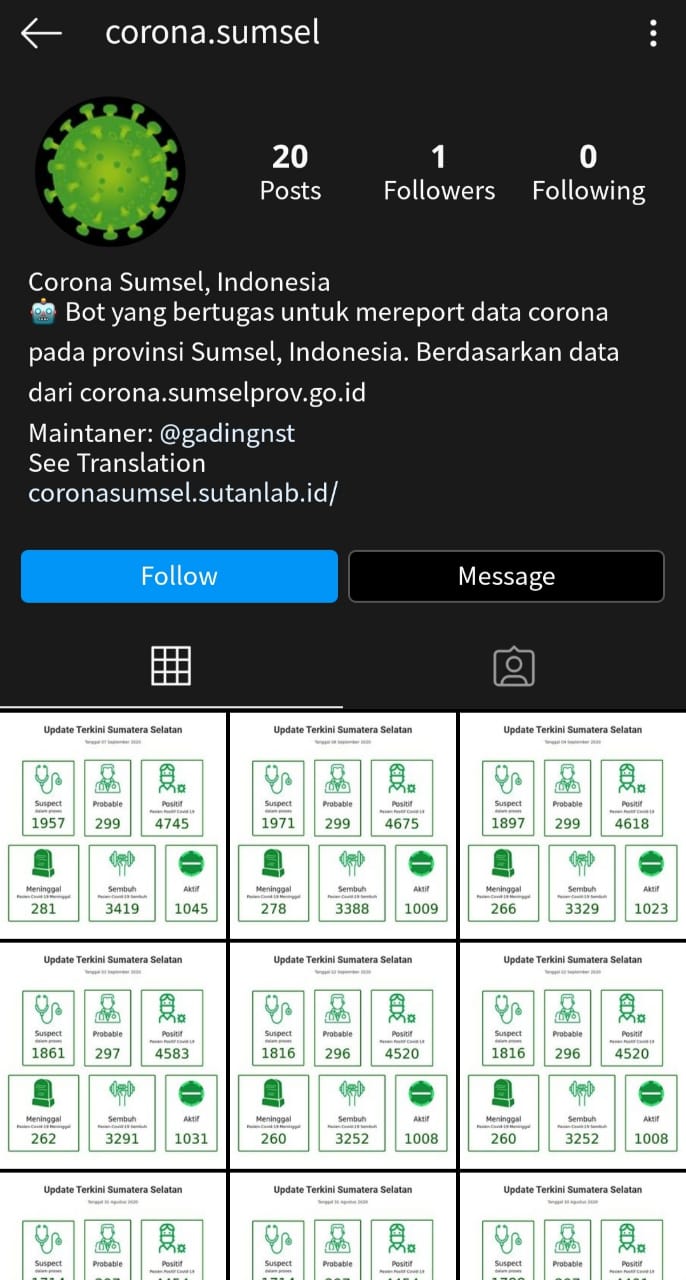 corona.sumsel
20 1 0
Posts Followers Following
Corona Sumsel, Indonesia
🤖 Bot yang bertugas untuk mereport data corona
pada provinsi Sumsel, Indonesia. Berdasarkan data
dari corona.sumselprov.go.id
Maintaner: @gadingnst
See Translation
coronasumsel.sutanlab.id/
Follow Message
Update Terkini Sumatera Selatan
Tanggal 07 September 2020
Suspect Probable Positif
dalam proses Pasien Positif Covid-19
1957 299 4745
Meninggal Sembuh Aktif
Pasien Covid-19 Meninggal Pasien Covid-19 Sembuh
281 3419 1045
Update Terkini Sumatera Selatan
Tanggal September 2020
Suspect Probable Positif
dalam proses Pasien Positif Covid-19
1971 299 4675
Meninggal Sembuh Aktif
Pasien Covid-19 Meninggal Pasien Covid-19 Sembuh
278 3388 1009
Update Terkini Sumatera Selatan
Tanggal September 2020
Suspect Probable Positif
dalam proses Pasien Positif Covid-19
1897 299 4618
Meninggal Sembuh Aktif
Pasien Covid-19 Meninggal Pasien Covid-19 Sembuh
266 3329 1023
Update Terkini Sumatera Selatan
Tanggal September 2020
Suspect Probable Positif
dalam proses Pasien Positif Covid-19
1861 297 4583
Meninggal Sembuh Aktif
Pasien Covid-19 Meninggal Pasien Covid-19 Sembuh
262 3291 1031
Update Terkini Sumatera Selatan
Tanggal September 2020
Suspect Probable Positif
dalam proses Pasien Positif Covid-19
1816 296 4520
Meninggal Sembuh Aktif
Pasien Covid-19 Meninggal Pasien Covid-19 Sembuh
260 3252 1008
Update Terkini Sumatera Selatan
Tanggal September 2020
Suspect Probable Positif
dalam proses Pasien Positif Covid-19
1816 296 4520
Meninggal Sembuh Aktif
Pasien Covid-19 Meninggal Pasien Covid-19 Sembuh
260 3252 1008
Update Terkini Sumatera Selatan
Tanggal 31 Agustus 2020
Suspect Probable Positif
dalam proses Pasien Positif Covid-19
Update Terkini Sumatera Selatan
Tanggal 31 Agustus 2020
Suspect Probable Positif
dalam proses Pasien Positif Covid-19
Update Terkini Sumatera Selatan
Tanggal 30 Agustus 2020
Suspect Probable Positif
dalam proses Pasien Positif Covid-19